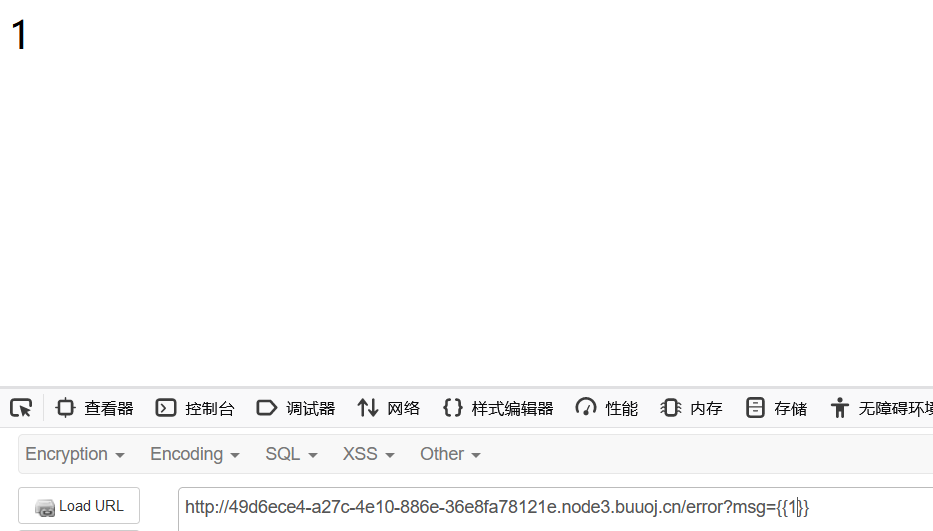 1
查看器 控制台 调试器 网络 样式编辑器 性能 内存 存储 无障碍环
Encryption Encoding SQL XSS Other
Load URL http://49d6ece4-a27c-4e10-886e-36e8fa78121e.node3.buuoj.cn/error?msg={{1}}